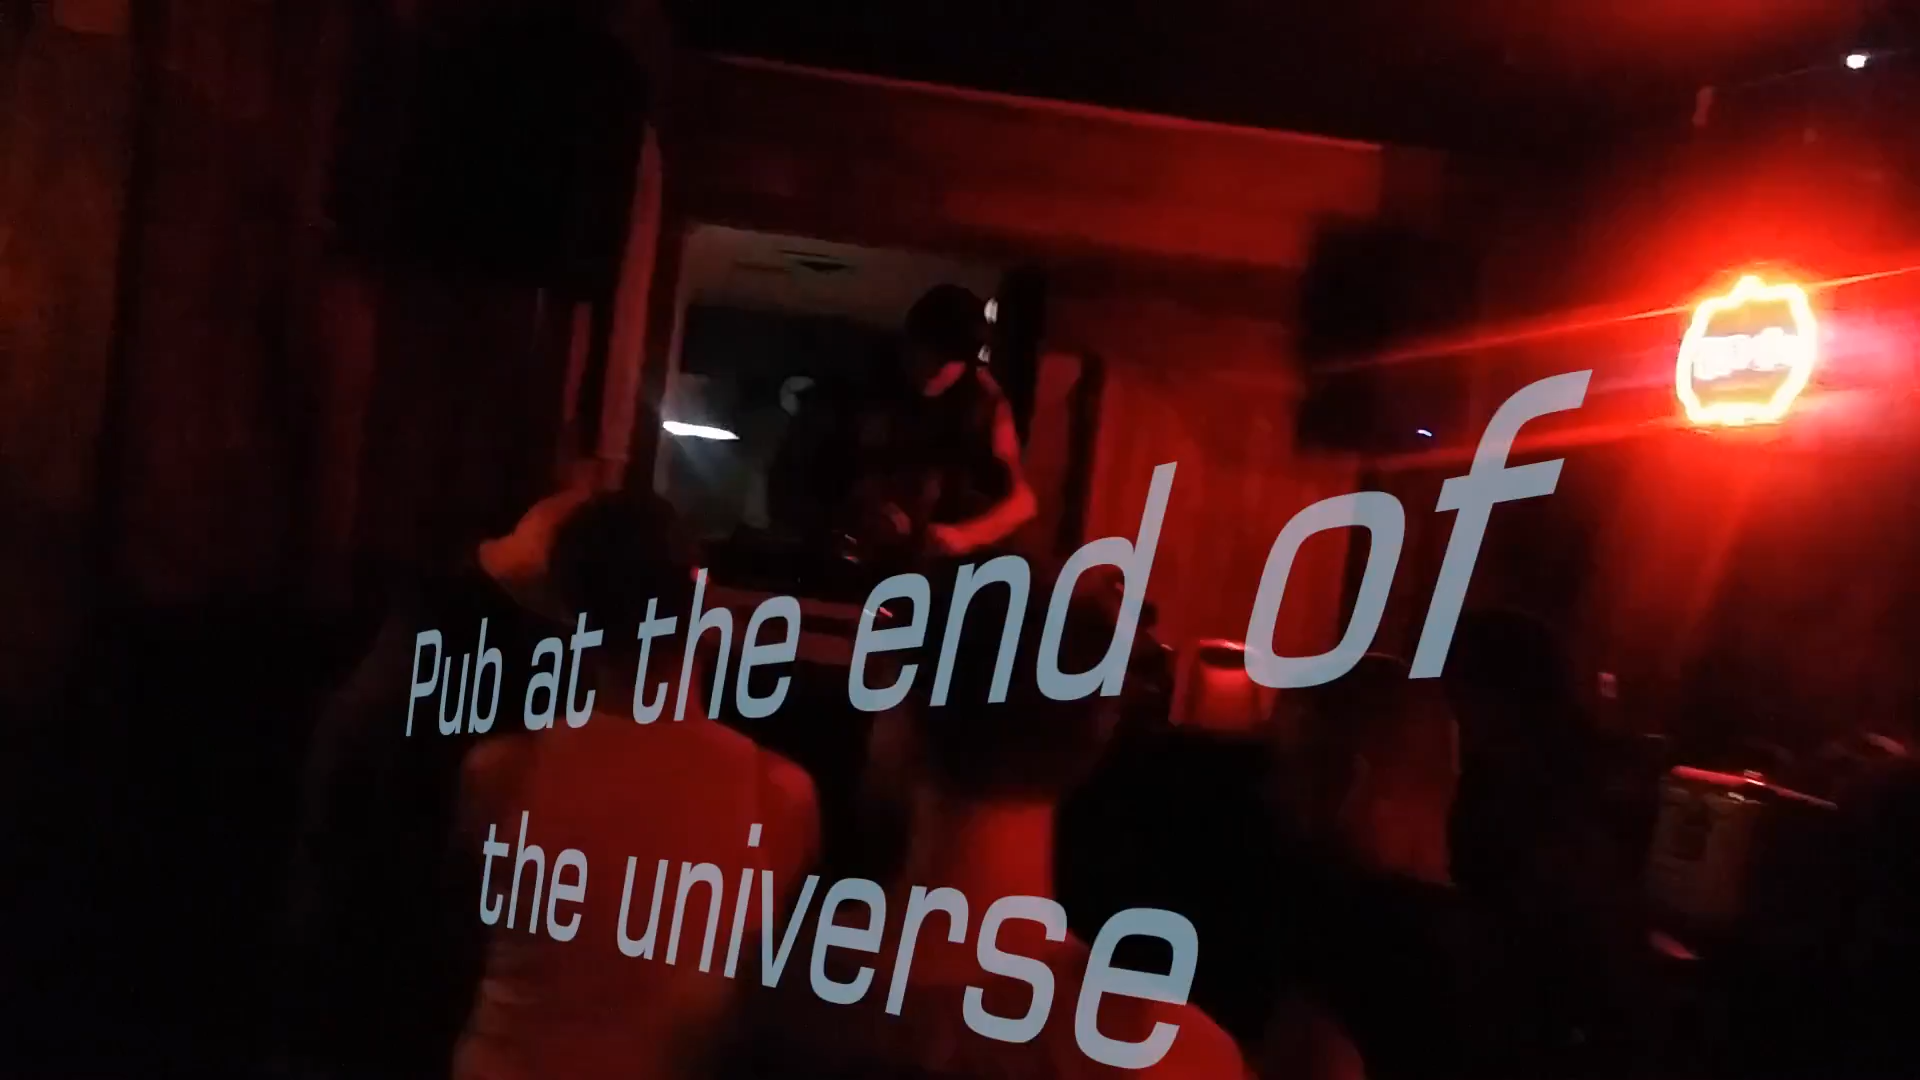 Pub at the end of
the universe